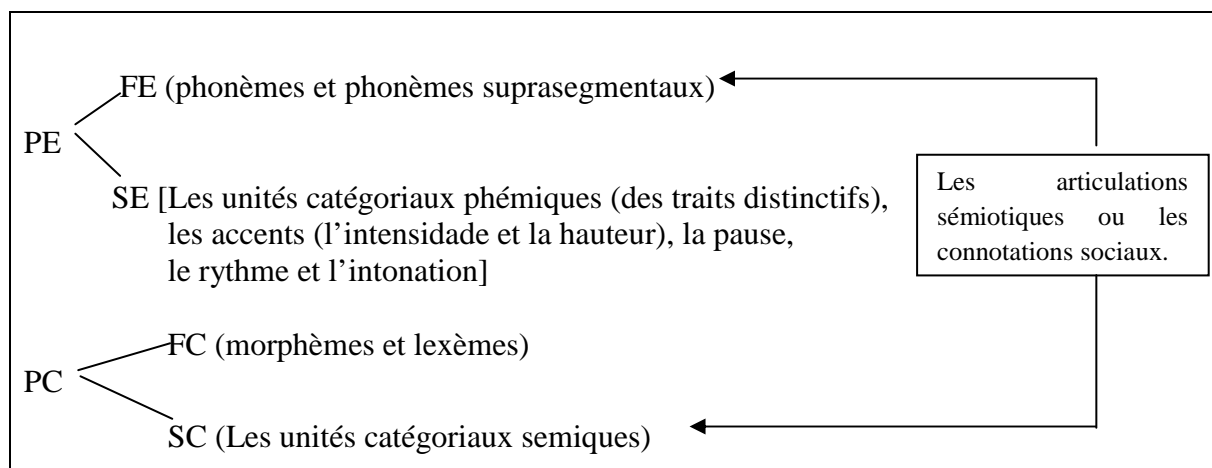 FE (phonèmes et phonèmes suprasegmentaux)
PE
SE [Les unités catégoriaux phémiques (des traits distinctifs),
les accents (l’intensidade et la hauteur), la pause,
le rythme et l’intonation]
Les articulations
sémiotiques ou les
connotations sociaux.
FC (morphèmes et lexèmes)
PC
SC (Les unités catégoriaux semiques)